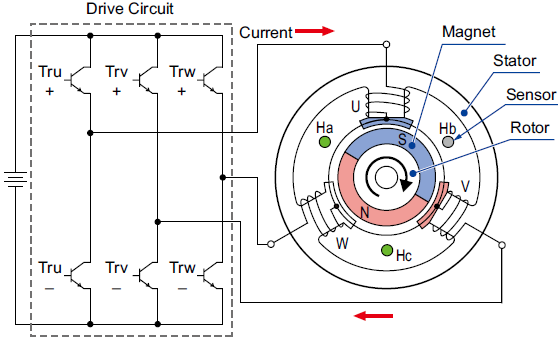 Drive Circuit
Current
Magnet
Stator
Sensor
Rotor
Tru
+
Trv
+
Trw
+
U
Ha
Hb
S
V
N
W
Hc
Tru
−
Trv
−
Trw
−